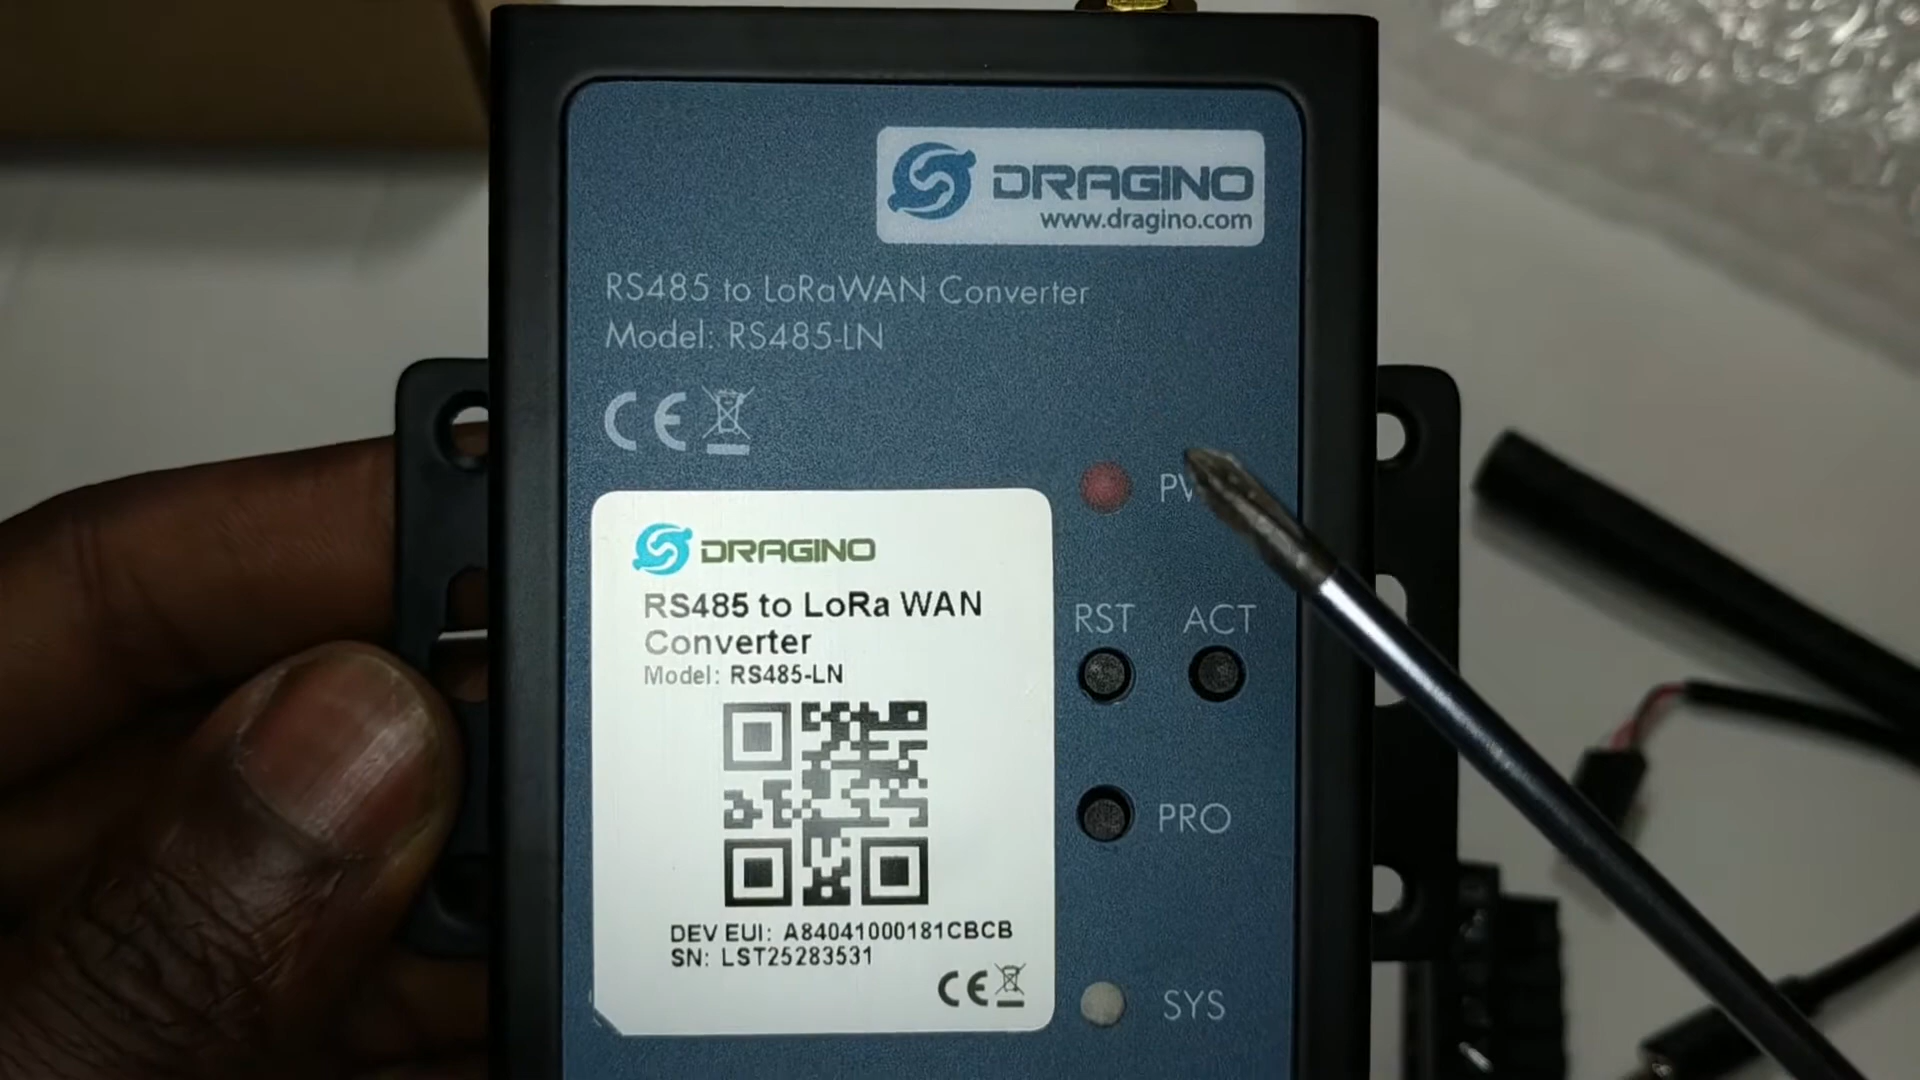 DRAGINO
www.dragino.com
RS485 to LoRaWAN Converter
Model: RS485-LN
CE
DRAGINO
RS485 to LoRa WAN
Converter
Model: RS485-LN
DEV EUI: A84041000181CBCB
SN: LST25283531
CE
RST ACT
PRO
SYS